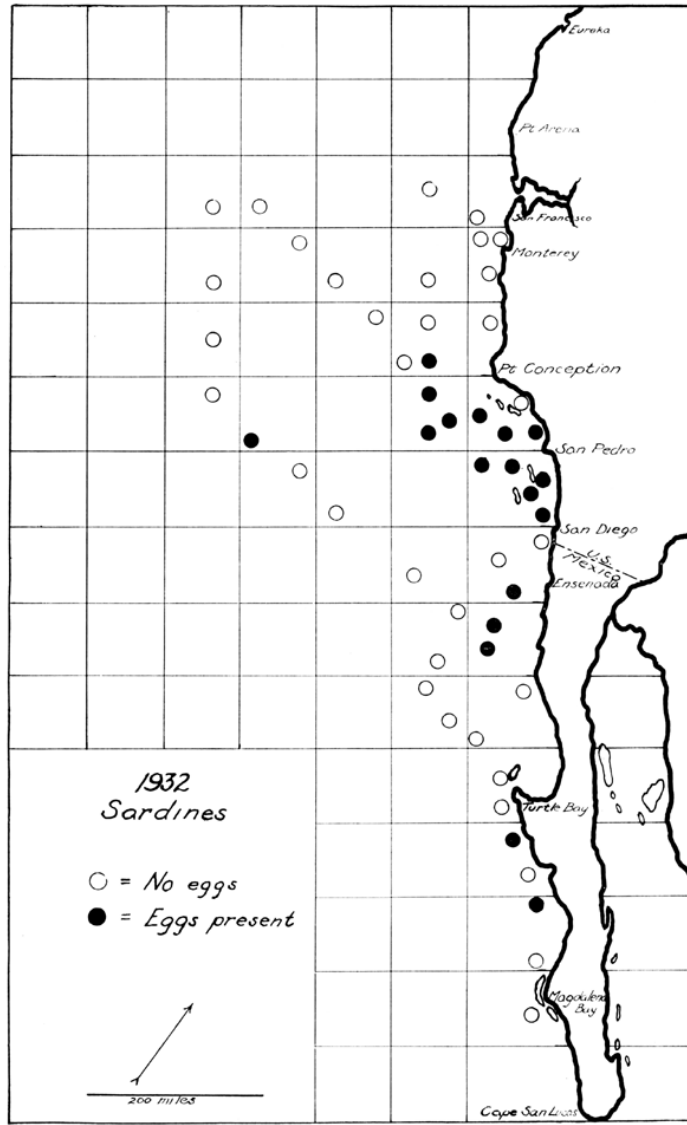 Eureka
Pt Arena
San Francisco
Monterey
Pt Conception
San Pedro
San Diego
U.S.
Mexico
Ensenada
1932
Sardines
Turtle Bay
= No eggs
= Eggs present
Magdalena
Bay
200 miles
Cape San Lucas